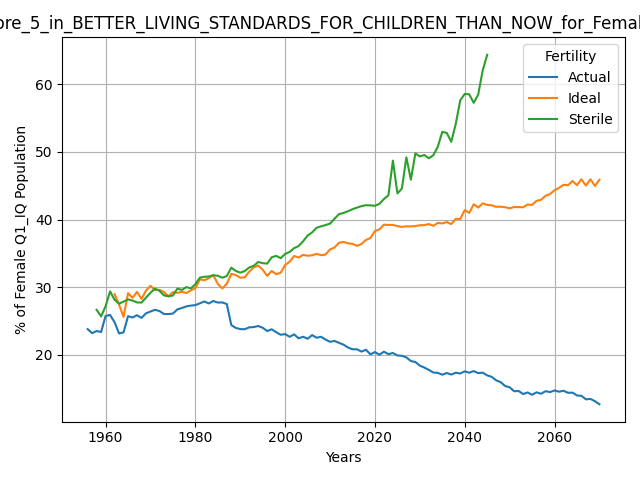 ore_5_in_BETTER_LIVING_STANDARDS_FOR_CHILDREN_THAN_NOW_for_Femal
Fertility
Actual
Ideal
Sterile
% of Female Q1_IQ Population
60
50
40
30
20
1960 1980 2000 2020 2040 2060
Years